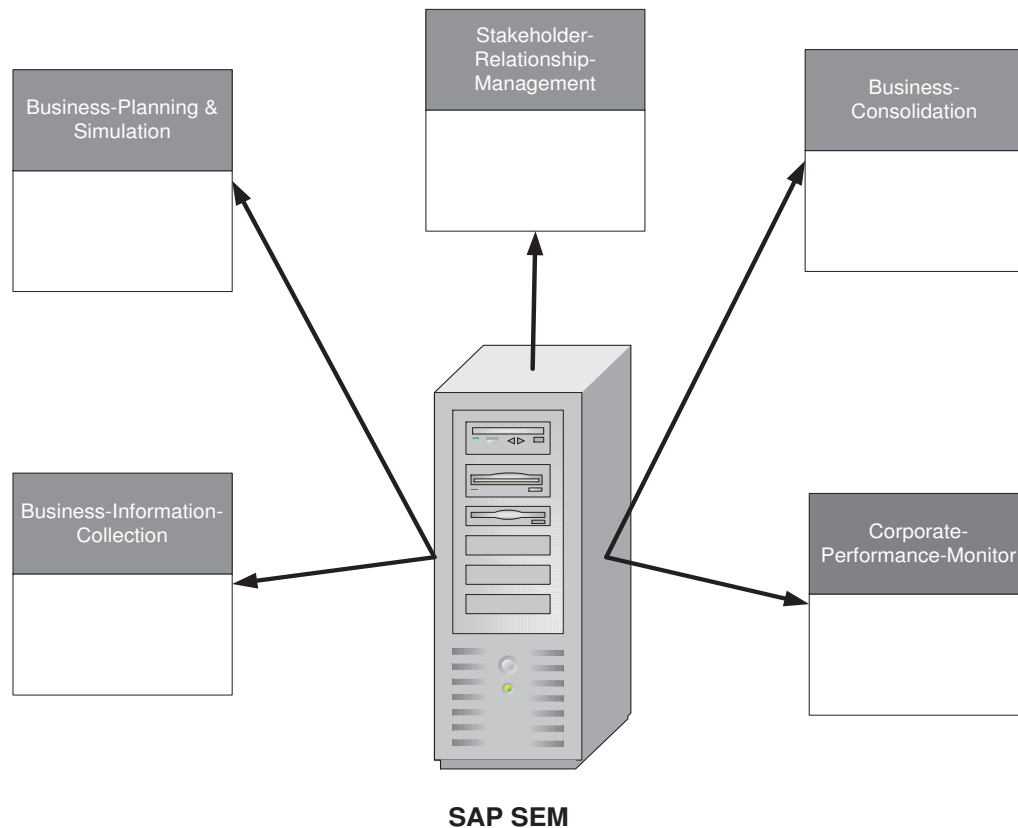 Stakeholder-
Relationship-
Management
Business-Planning &
Simulation
Business-
Consolidation
Business-Information-
Collection
Corporate-
Performance-Monitor
SAP SEM